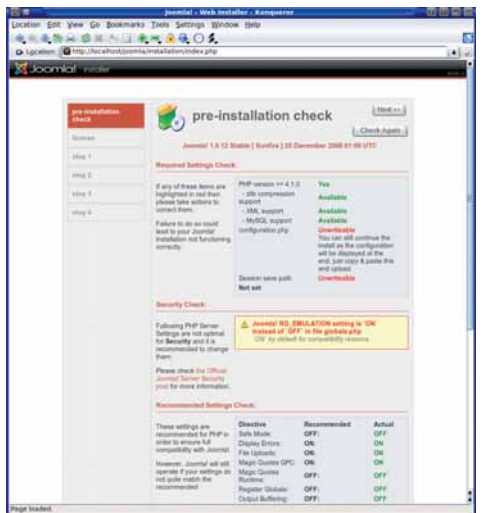 Joomla! - Web Installer - Konqueror
Location Edit View Go Bookmarks Tools Settings Window Help
Location: http://localhost/joomla/installation/index.php
Joomla! installer
pre-installation check
license
step 1
step 2
step 3
step 4
pre-installation check
Next >>
Check Again
Joomla! 1.0.12 Stable [ Sunfire ] 25 December 2006 01:00 UTC
Required Settings Check:
If any of these items are
highlighted in red then
please take actions to
correct them.
Failure to do so could
lead to your Joomla!
installation not functioning
correctly.
PHP version >= 4.1.0 Yes
- zlib compression support Available
- XML support Available
- MySQL support Available
configuration.php Unwriteable
You can still continue the
install as the configuration
will be displayed at the
end, just copy & paste this
and upload.
Session save path Unwriteable
Not set
Security Check:
Following PHP Server
Settings are not optimal
for Security and it is
recommended to change
them:
Please check the Official
Joomla! Server Security
post for more information.
Joomla! RG_EMULATION setting is `ON`
instead of `OFF` in file globals.php
`ON` by default for compatibility reasons
Recommended Settings Check:
These settings are
recommended for PHP in
order to ensure full
compatibility with Joomla!.
However, Joomla! will still
operate if your settings do
not quite match the
recommended
Directive Recommended Actual
Safe Mode: OFF: OFF
Display Errors: ON: ON
File Uploads: ON: ON
Magic Quotes GPC: ON: ON
Magic Quotes Runtime: OFF: OFF
Register Globals: OFF: OFF
Output Buffering: OFF: OFF
Page loaded.